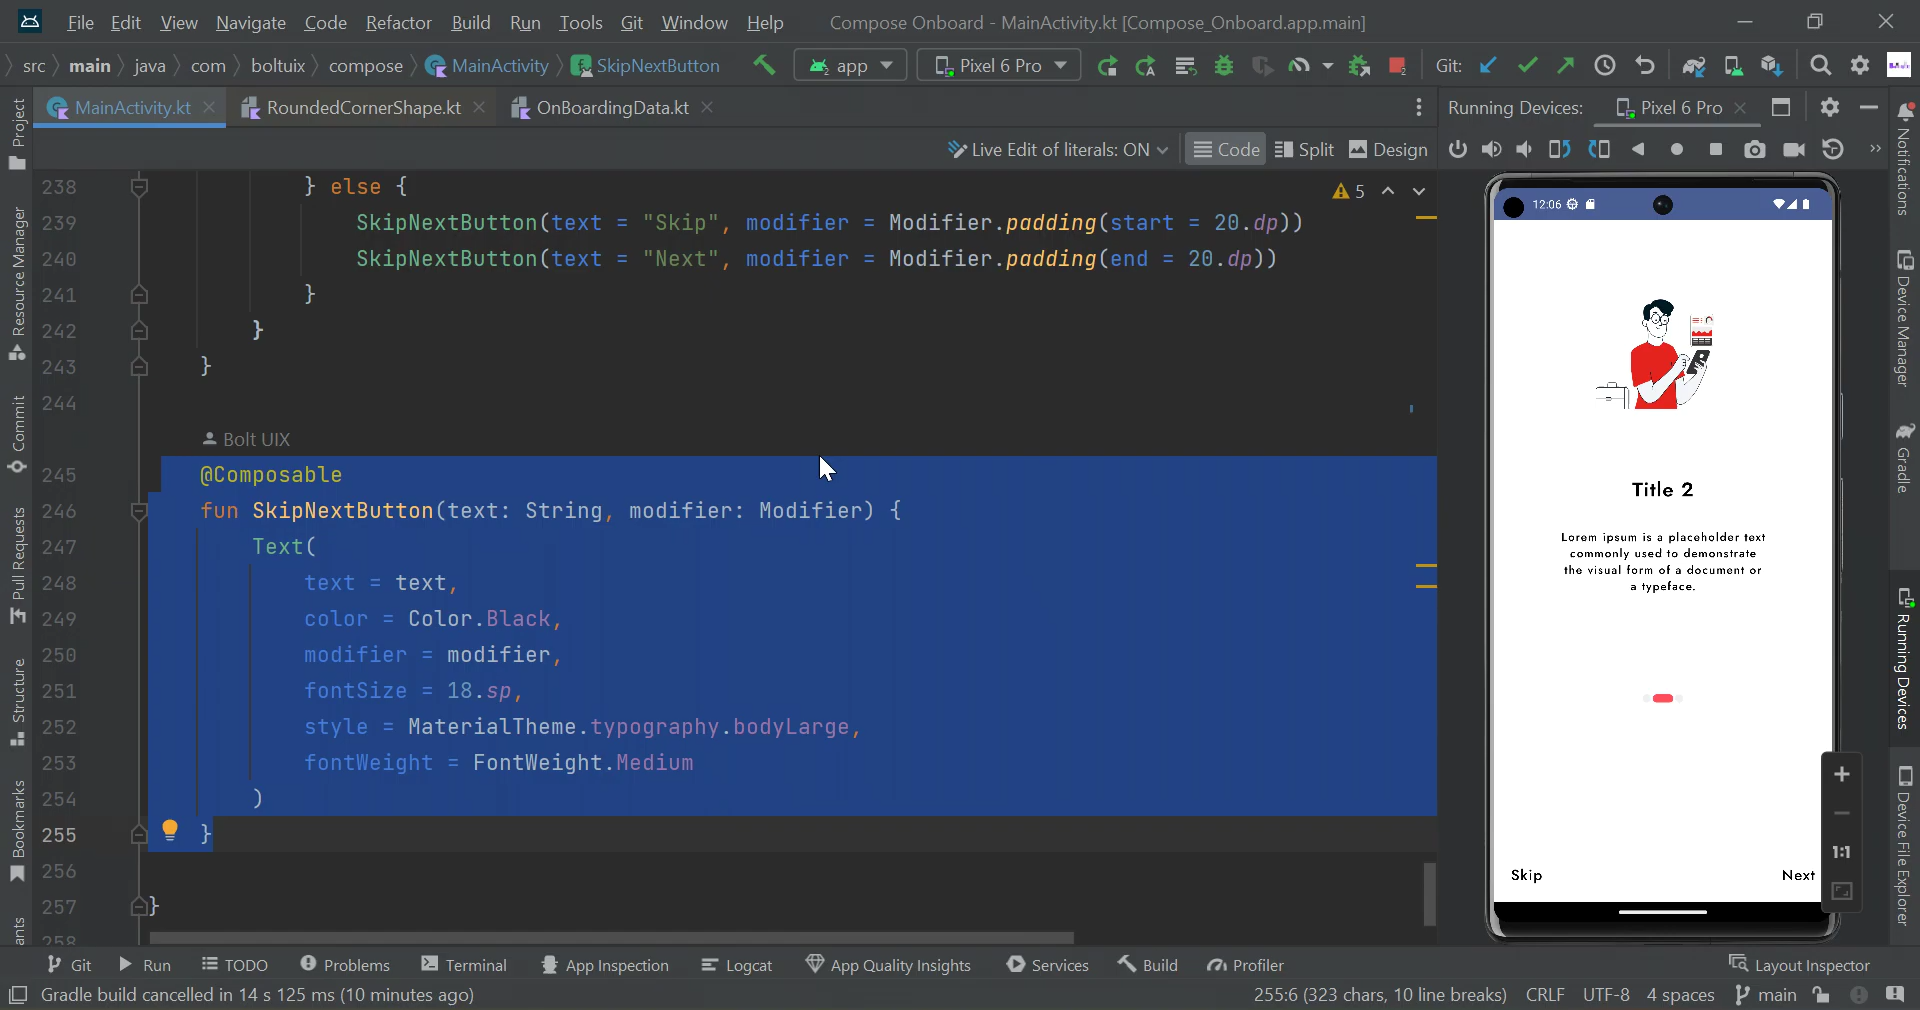 File Edit View Navigate Code Refactor Build Run Tools Git Window Help Compose Onboard - MainActivity.kt [Compose_Onboard.app.main]
src main java com boltuix compose MainActivity SkipNextButton app Pixel 6 Pro Git:
MainActivity.kt RoundedCornerShape.kt OnBoardingData.kt Running Devices: Pixel 6 Pro
Live Edit of literals: ON Code Split Design
5
238 } else {
239 SkipNextButton(text = "Skip", modifier = Modifier.padding(start = 20.dp))
240 SkipNextButton(text = "Next", modifier = Modifier.padding(end = 20.dp))
241 }
242 }
243 }
244
Bolt UIX
245 @Composable
246 fun SkipNextButton(text: String, modifier: Modifier) {
247 Text(
248 text = text,
249 color = Color.Black,
250 modifier = modifier,
251 fontSize = 18.sp,
252 style = MaterialTheme.typography.bodyLarge,
253 fontWeight = FontWeight.Medium
254 )
255 }
256
257 }
258
Project
Resource Manager
Commit
Pull Requests
Structure
Bookmarks
ants
12:06
Title 2
Lorem ipsum is a placeholder text
commonly used to demonstrate
the visual form of a document or
a typeface.
Skip Next
1:1
Notifications
Device Manager
Gradle
Running Devices
Device File Explorer
Git Run TODO Problems Terminal App Inspection Logcat App Quality Insights Services Build Profiler Layout Inspector
Gradle build cancelled in 14 s 125 ms (10 minutes ago) 255:6 (323 chars, 10 line breaks) CRLF UTF-8 4 spaces main